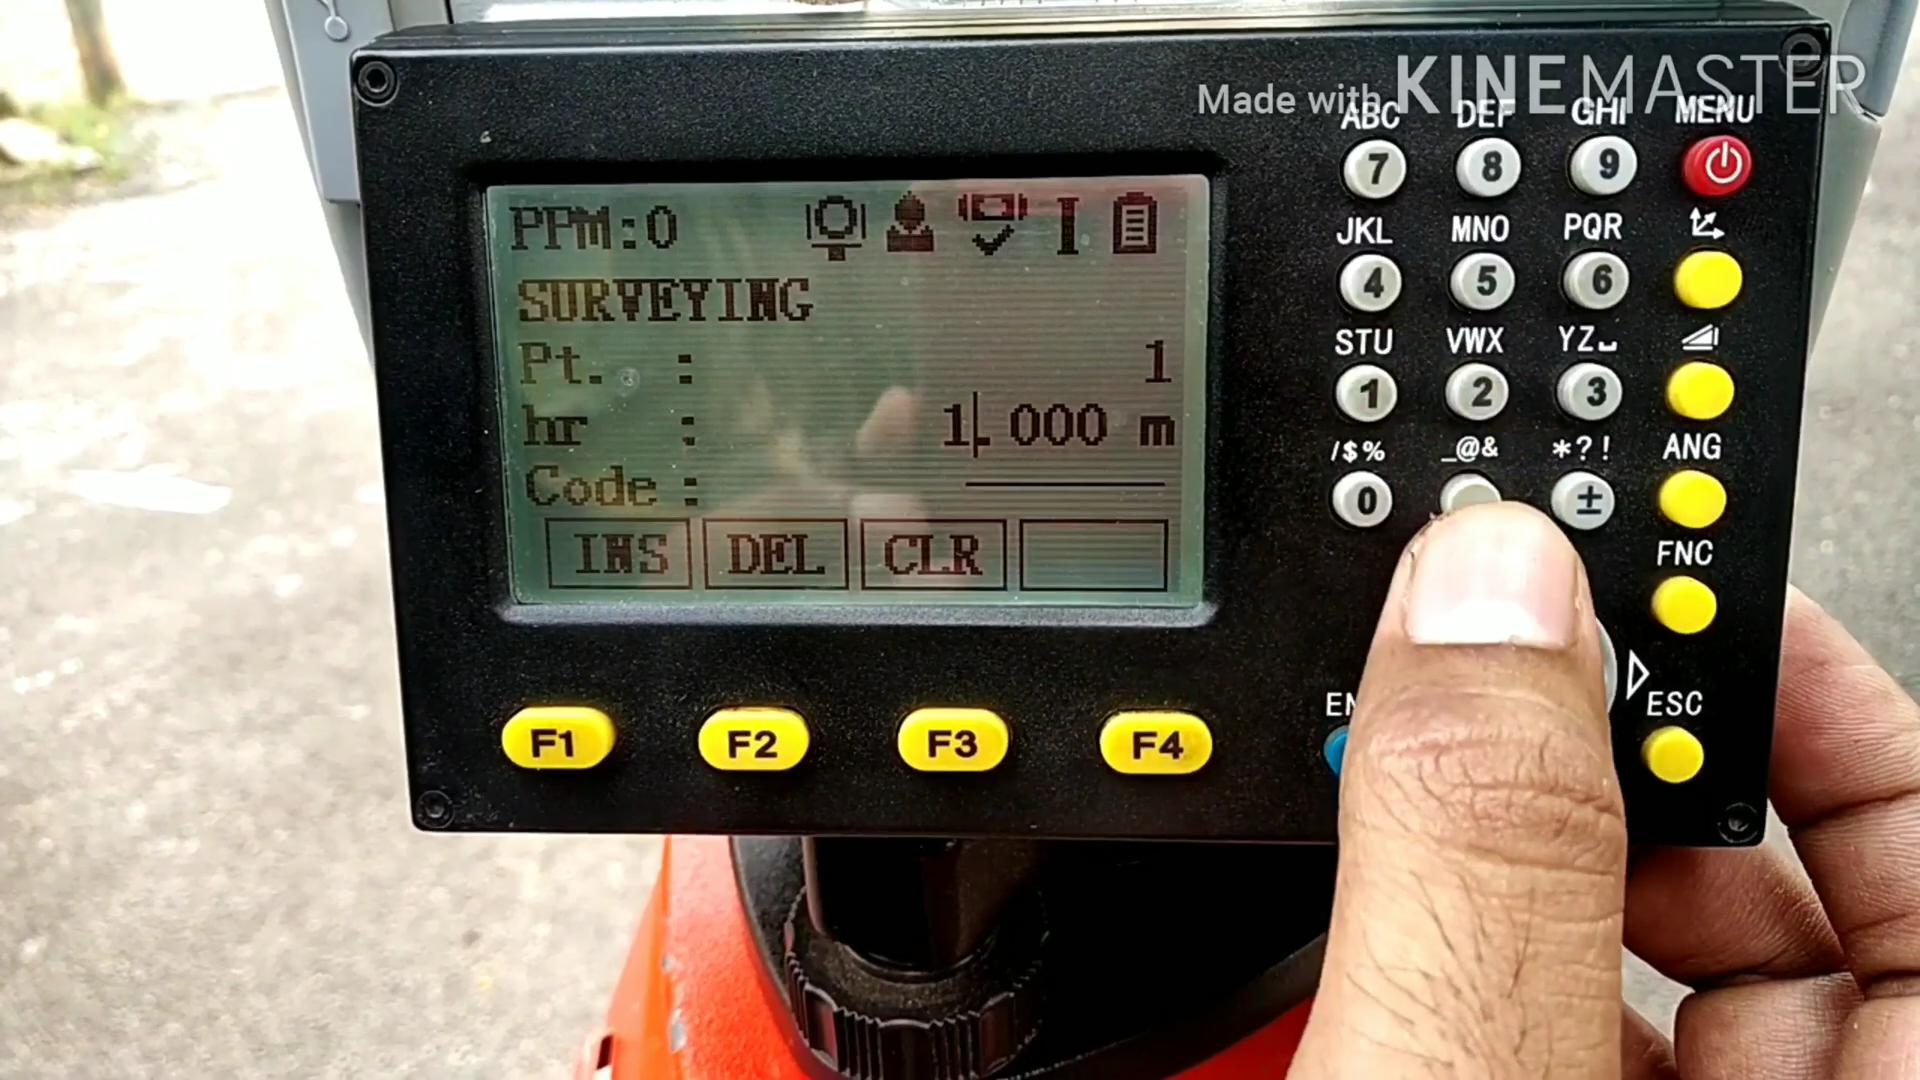 Made with KINEMASTER
ABC DEF GHI MENU
7 8 9
JKL MNO PQR
4 5 6
STU VWX YZ⎵
1 2 3
/$% _@& *?! ANG
0 ±
FNC
ESC
PPM:0
SURVEYING
Pt. : 1
hr : 1.000 m
Code :
INS DEL CLR
F1 F2 F3 F4